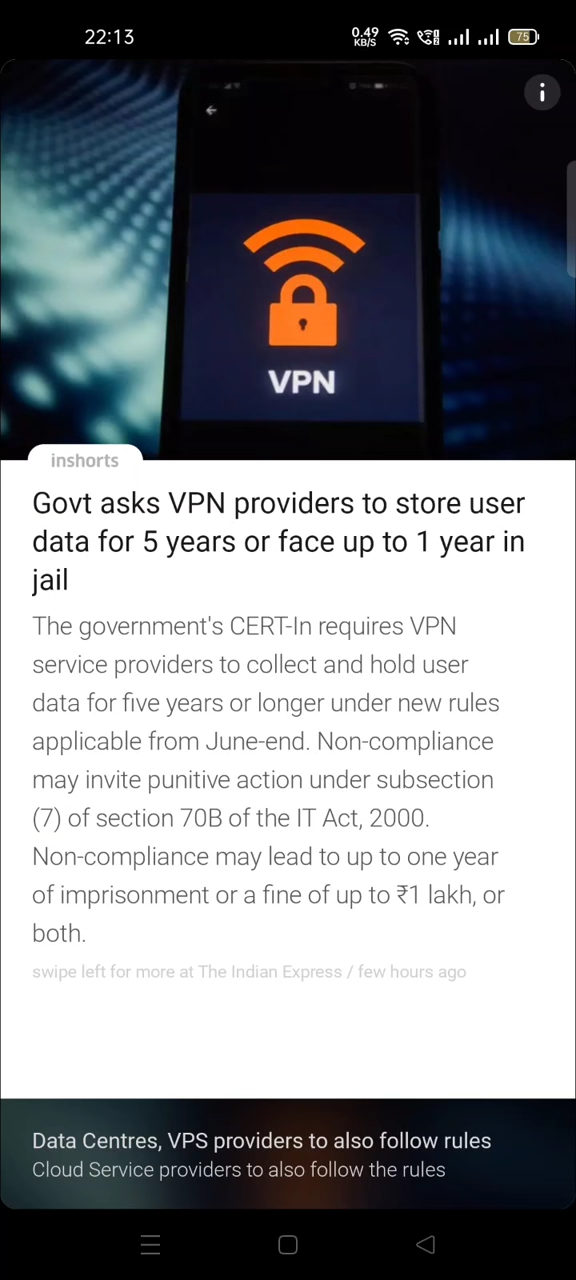 22:13
0.49
KB/S
75
VPN
inshorts
Govt asks VPN providers to store user
data for 5 years or face up to 1 year in
jail
The government's CERT-In requires VPN
service providers to collect and hold user
data for five years or longer under new rules
applicable from June-end. Non-compliance
may invite punitive action under subsection
(7) of section 70B of the IT Act, 2000.
Non-compliance may lead to up to one year
of imprisonment or a fine of up to ₹1 lakh, or
both.
swipe left for more at The Indian Express / few hours ago
Data Centres, VPS providers to also follow rules
Cloud Service providers to also follow the rules